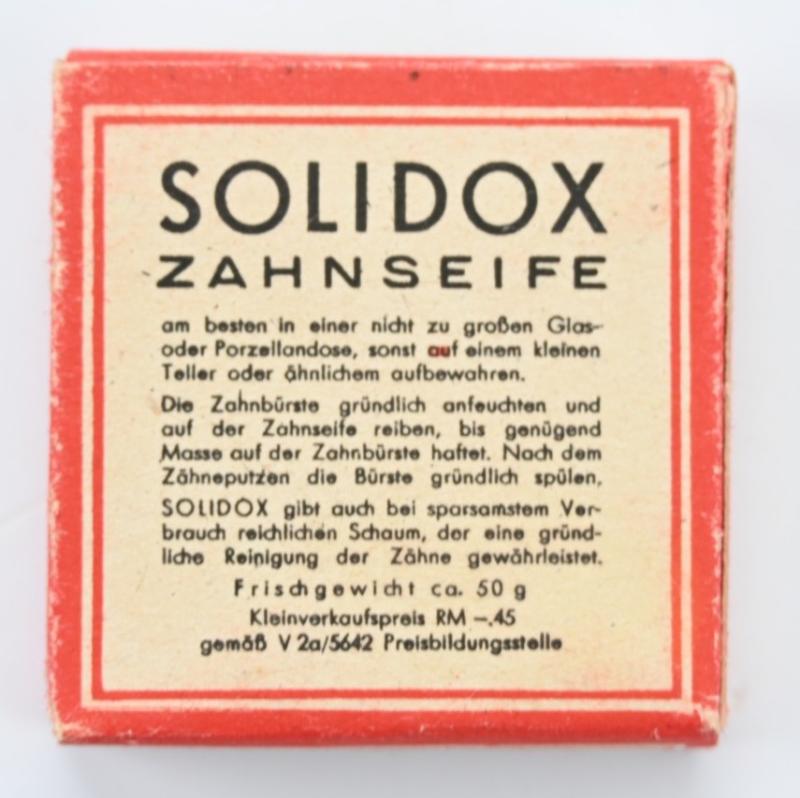 SOLIDOX
ZAHNSEIFE
am besten in einer nicht zu großen Glas-
oder Porzellandose, sonst auf einem kleinen
Teller oder ähnlichem aufbewahren.
Die Zahnbürste gründlich anfeuchten und
auf der Zahnseife reiben, bis genügend
Masse auf der Zahnbürste haftet. Nach dem
Zähneputzen die Bürste gründlich spülen.
SOLIDOX gibt auch bei sparsamstem Ver-
brauch reichlichen Schaum, der eine gründ-
liche Reinigung der Zähne gewährleistet.
Frischgewicht ca. 50 g
Kleinverkaufspreis RM –.45
gemäß V 2a/5642 Preisbildungsstelle